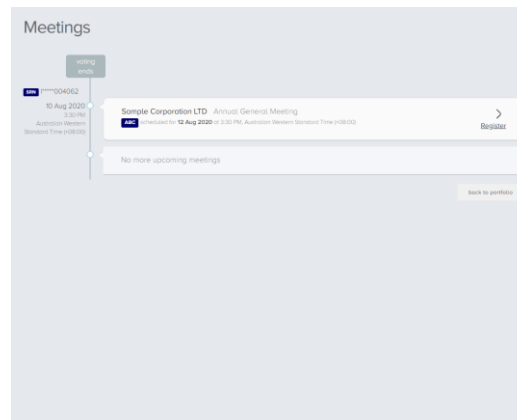 Meetings
voting
ends
SRN I*****004062
10 Aug 2020
3:30 PM
Australian Western
Standard Time (+08:00)
Sample Corporation LTD Annual General Meeting
ABC scheduled for 12 Aug 2020 at 3:30 PM, Australian Western Standard Time (+08:00)
Register
No more upcoming meetings
back to portfolio